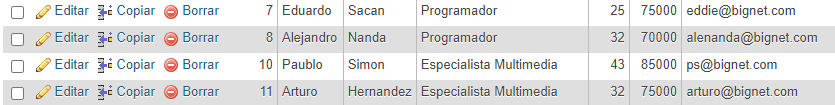 Editar Copiar Borrar 7 Eduardo Sacan Programador 25 75000 eddie@bignet.com
Editar Copiar Borrar 8 Alejandro Nanda Programador 32 70000 alenanda@bignet.com
Editar Copiar Borrar 10 Paublo Simon Especialista Multimedia 43 85000 ps@bignet.com
Editar Copiar Borrar 11 Arturo Hernandez Especialista Multimedia 32 75000 arturo@bignet.com